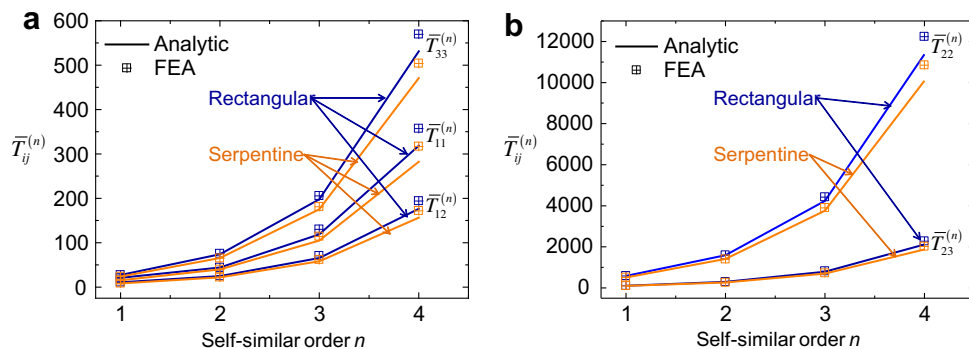 a
600
500
400
300
200
100
0
Analytic
FEA
Rectangular
Serpentine
T̅₃₃⁽ⁿ⁾
T̅₁₁⁽ⁿ⁾
T̅₁₂⁽ⁿ⁾
T̅ᵢⱼ⁽ⁿ⁾
1 2 3 4
Self-similar order n
b
12000
10000
8000
6000
4000
2000
0
Analytic
FEA
Rectangular
Serpentine
T̅₂₂⁽ⁿ⁾
T̅₂₃⁽ⁿ⁾
T̅ᵢⱼ⁽ⁿ⁾
1 2 3 4
Self-similar order n